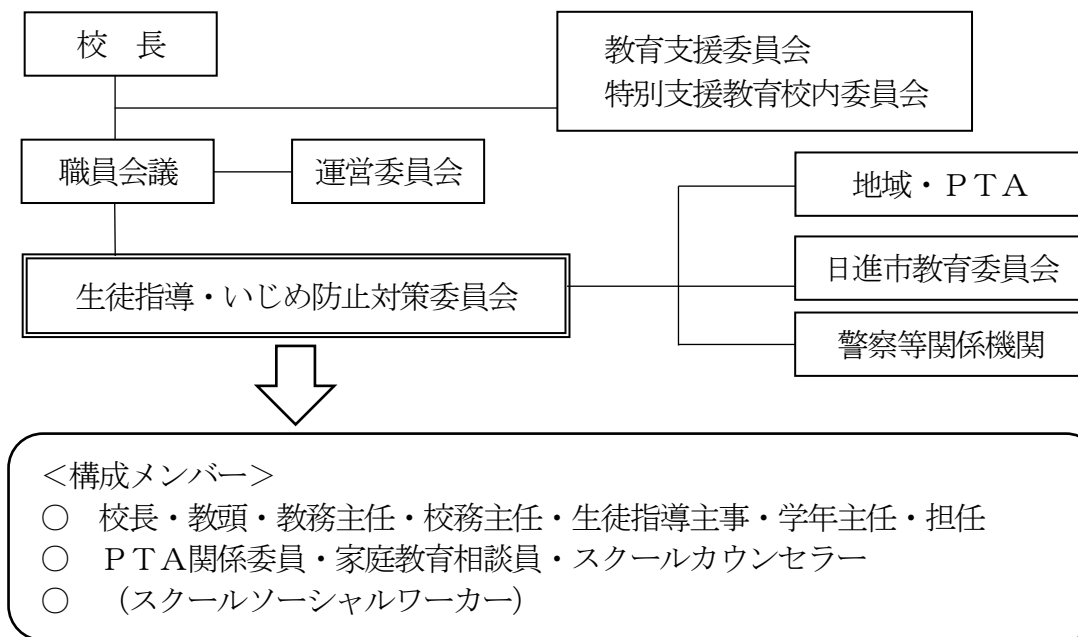 校　長
教育支援委員会
特別支援教育校内委員会
職員会議
運営委員会
地域・ＰＴＡ
日進市教育委員会
生徒指導・いじめ防止対策委員会
警察等関係機関
＜構成メンバー＞
○　校長・教頭・教務主任・校務主任・生徒指導主事・学年主任・担任
○　ＰＴＡ関係委員・家庭教育相談員・スクールカウンセラー
○　（スクールソーシャルワーカー）